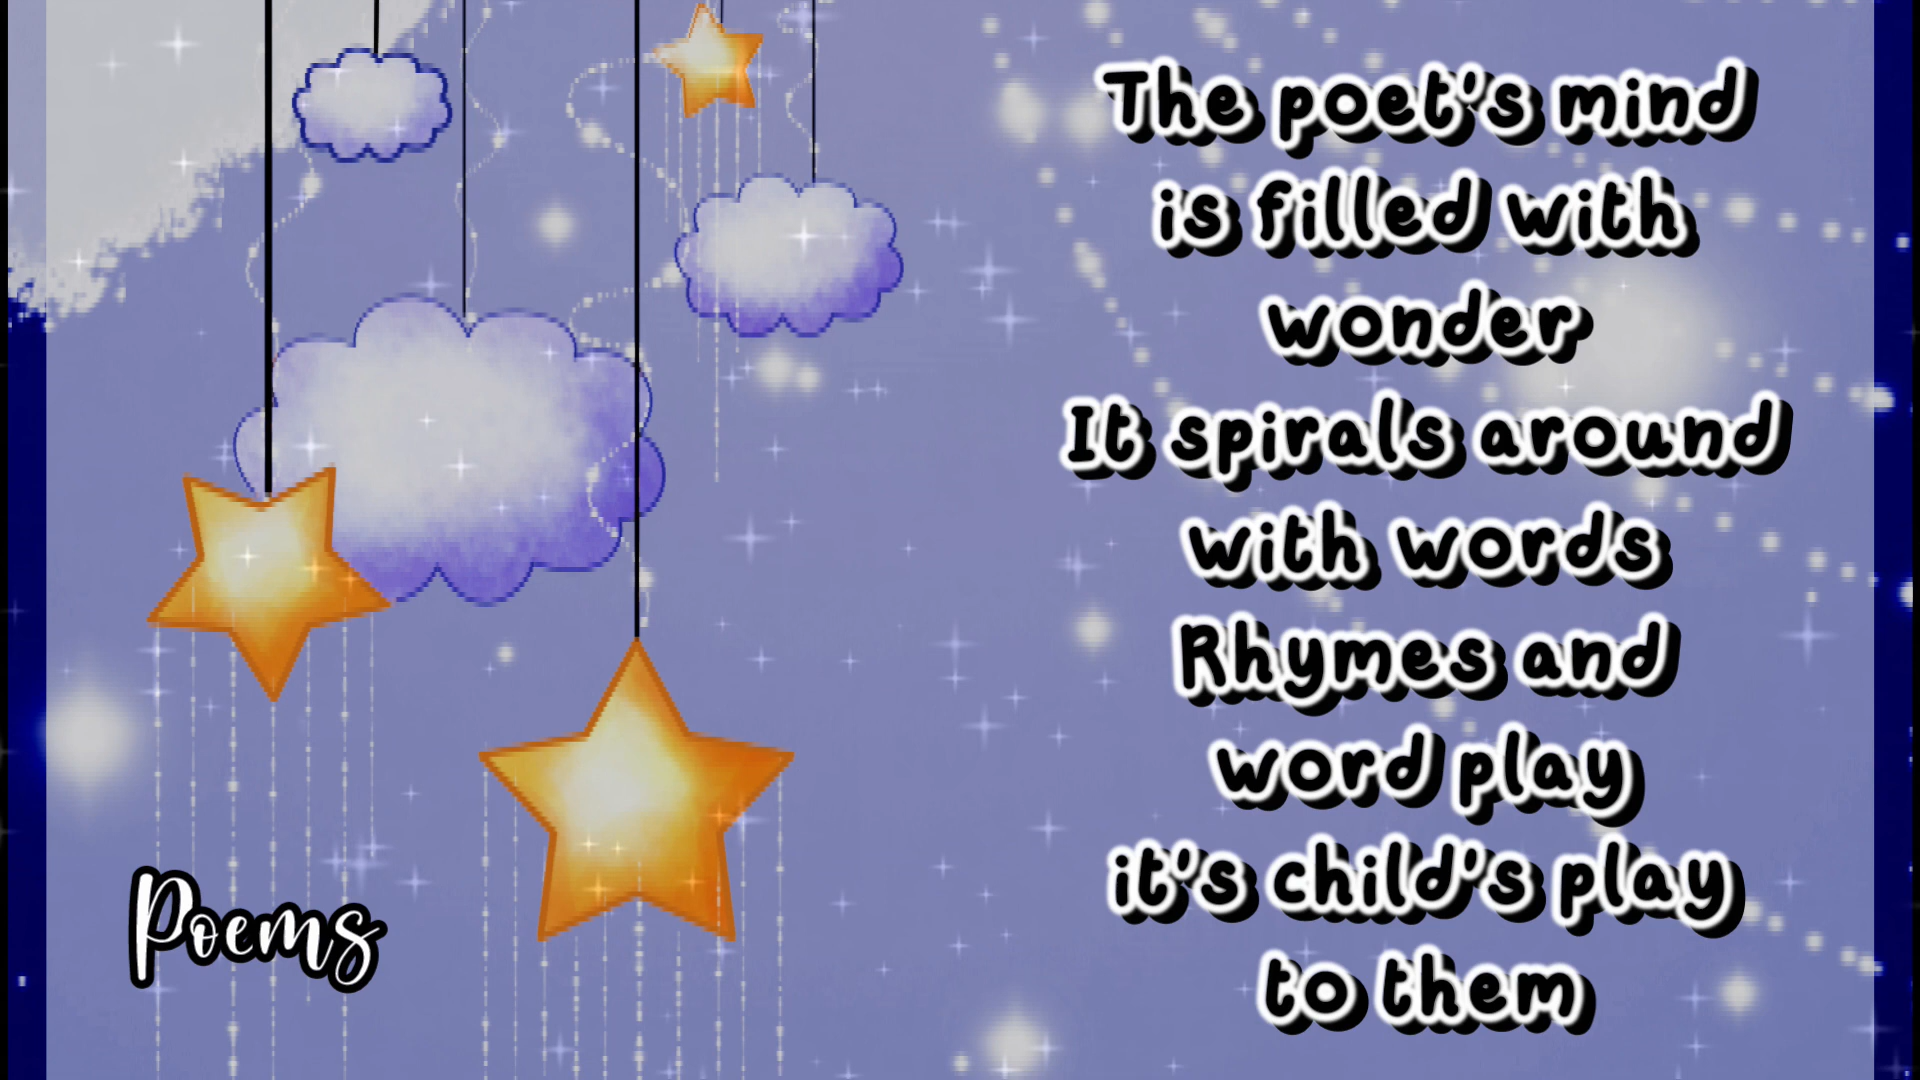 The poet's mind
is filled with
wonder
It spirals around
with words
Rhymes and
word play
it's child's play
to them
Poems